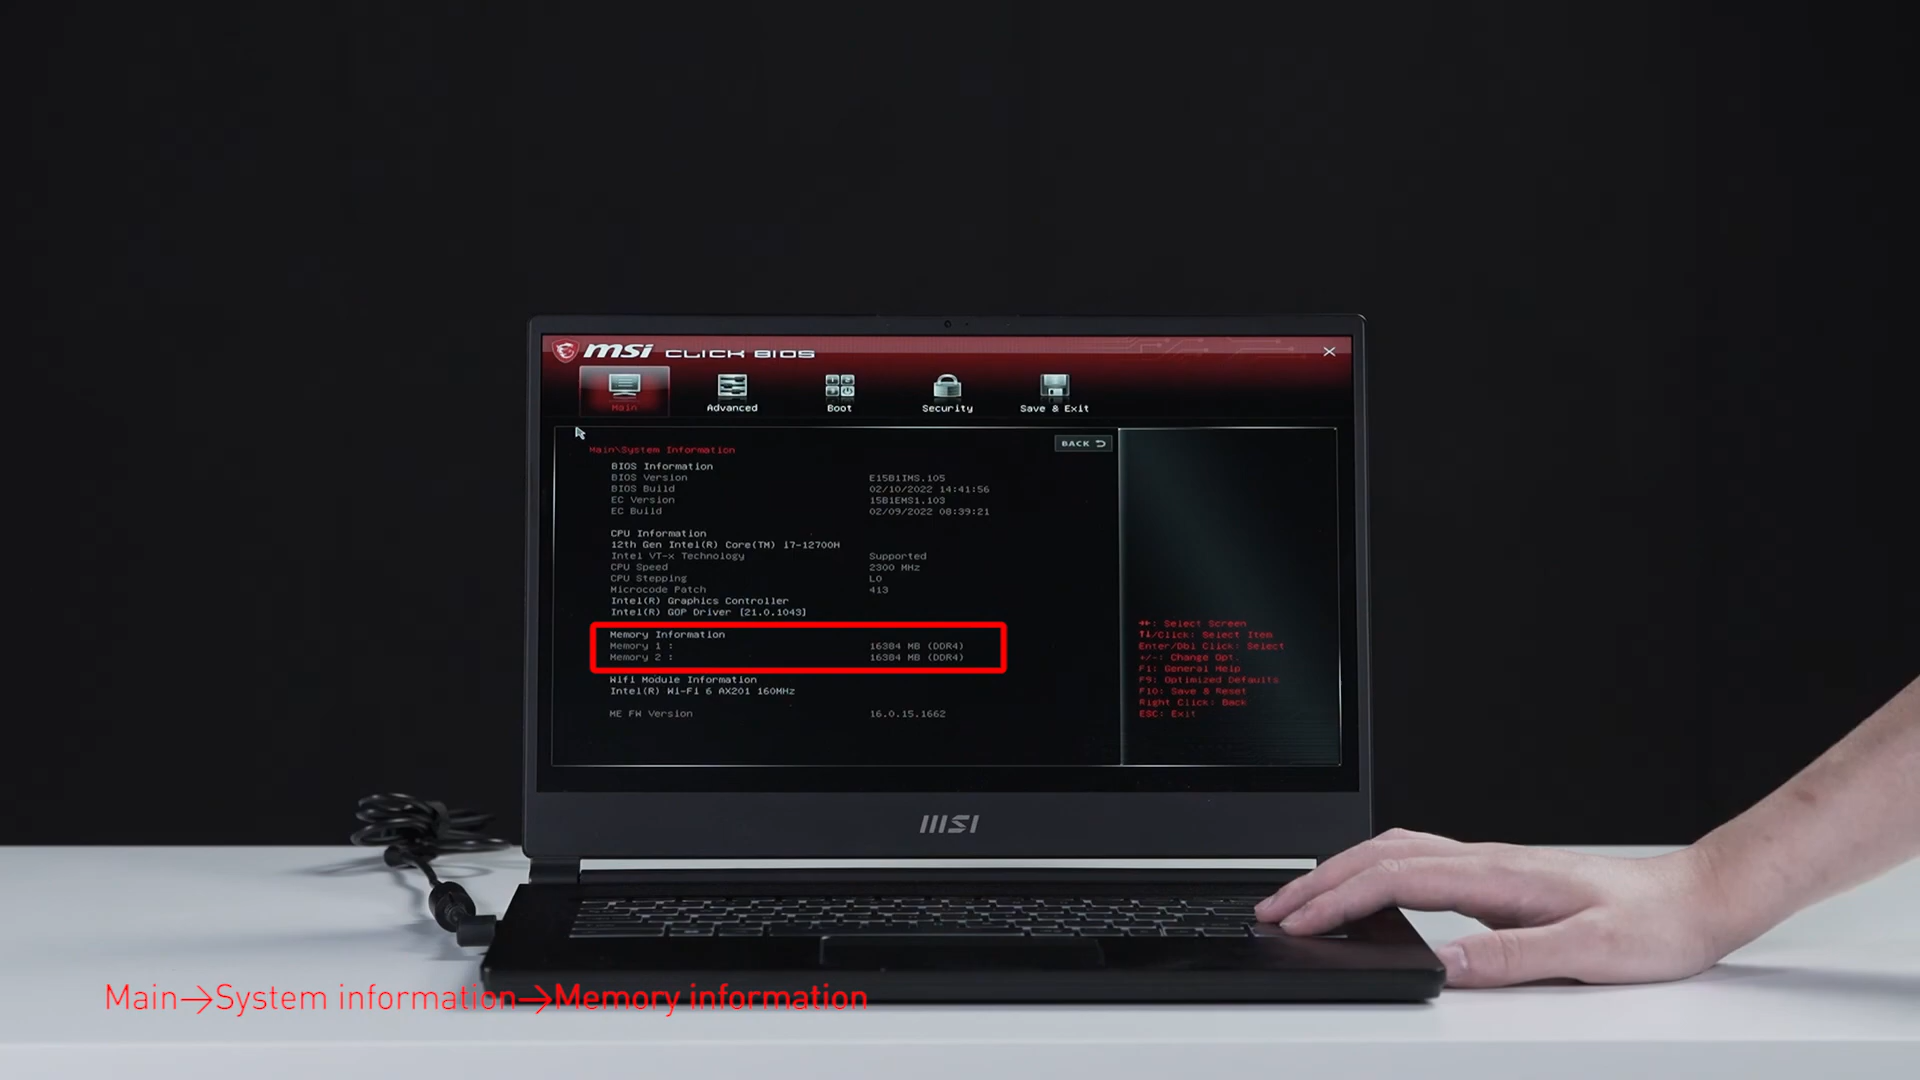 msi CLICK BIOS
Main
Advanced
Boot
Security
Save & Exit
Main\System Information
BACK
BIOS Information
BIOS Version E15B1IMS.105
BIOS Build 02/10/2022 14:41:56
EC Version 15B1EMS1.103
EC Build 02/09/2022 08:39:21
CPU Information
12th Gen Intel(R) Core(TM) i7-12700H
Intel VT-x Technology Supported
CPU Speed 2300 MHz
CPU Stepping L0
Microcode Patch 413
Intel(R) Graphics Controller
Intel(R) GOP Driver [21.0.1043]
Memory Information
Memory 1 : 16384 MB (DDR4)
Memory 2 : 16384 MB (DDR4)
Wifi Module Information
Intel(R) Wi-Fi 6 AX201 160MHz
ME FW Version 16.0.15.1662
→←: Select Screen
↑↓/Click: Select Item
Enter/Dbl Click: Select
+/-: Change Opt.
F1: General Help
F9: Optimized Defaults
F10: Save & Reset
Right Click: Back
ESC: Exit
msi
Main→System information→Memory information